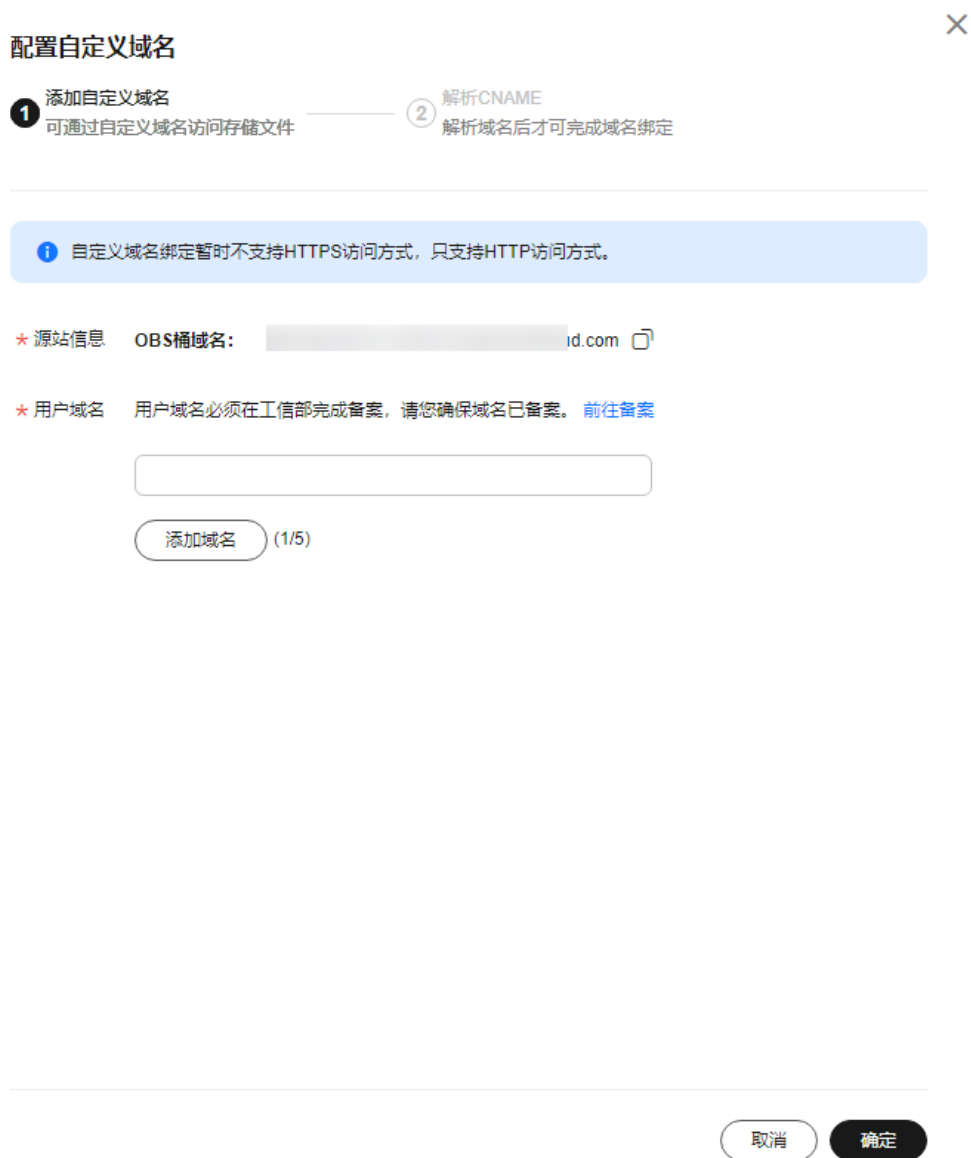 配置自定义域名
1 添加自定义域名
可通过自定义域名访问存储文件
2 解析CNAME
解析域名后才可完成域名绑定
自定义域名绑定暂时不支持HTTPS访问方式，只支持HTTP访问方式。
* 源站信息 OBS桶域名： d.com
* 用户域名 用户域名必须在工信部完成备案，请您确保域名已备案。 前往备案
添加域名 (1/5)
取消 确定